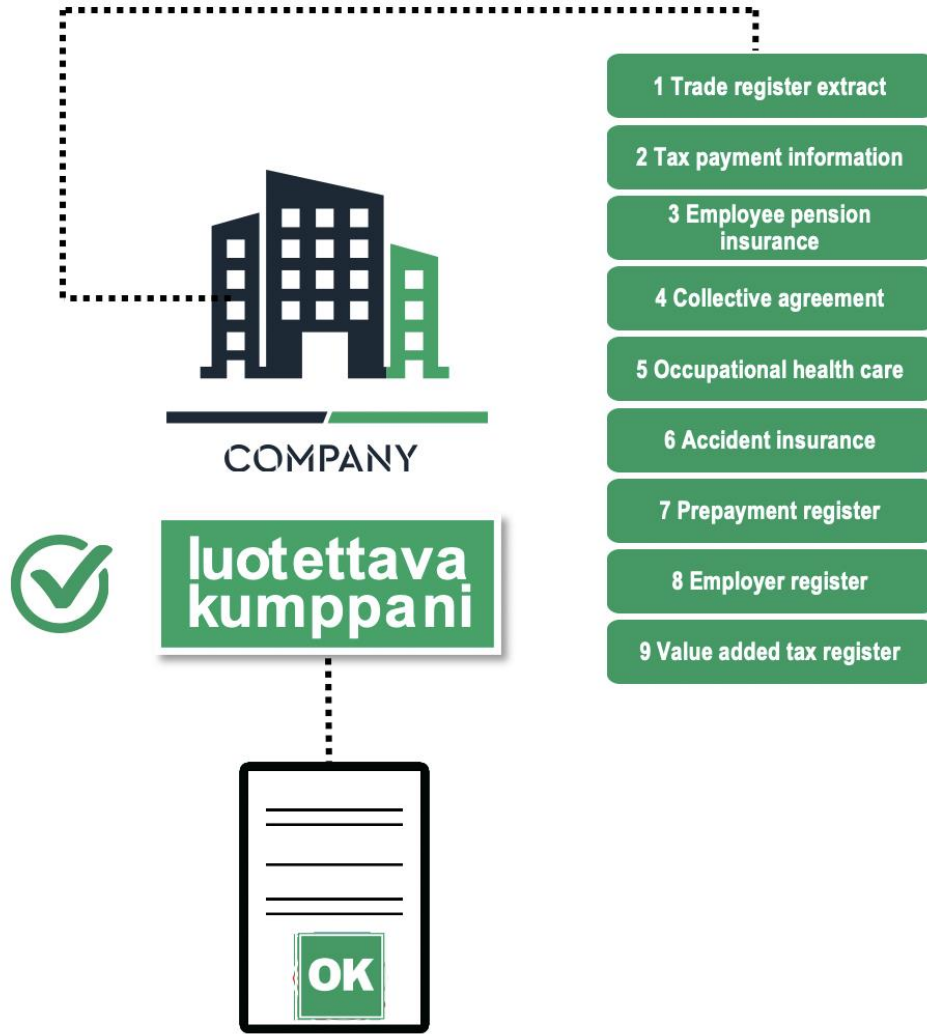 1 Trade register extract
2 Tax payment information
3 Employee pension
insurance
4 Collective agreement
5 Occupational health care
6 Accident insurance
7 Prepayment register
8 Employer register
9 Value added tax register
COMPANY
luotettava
kumppani
OK